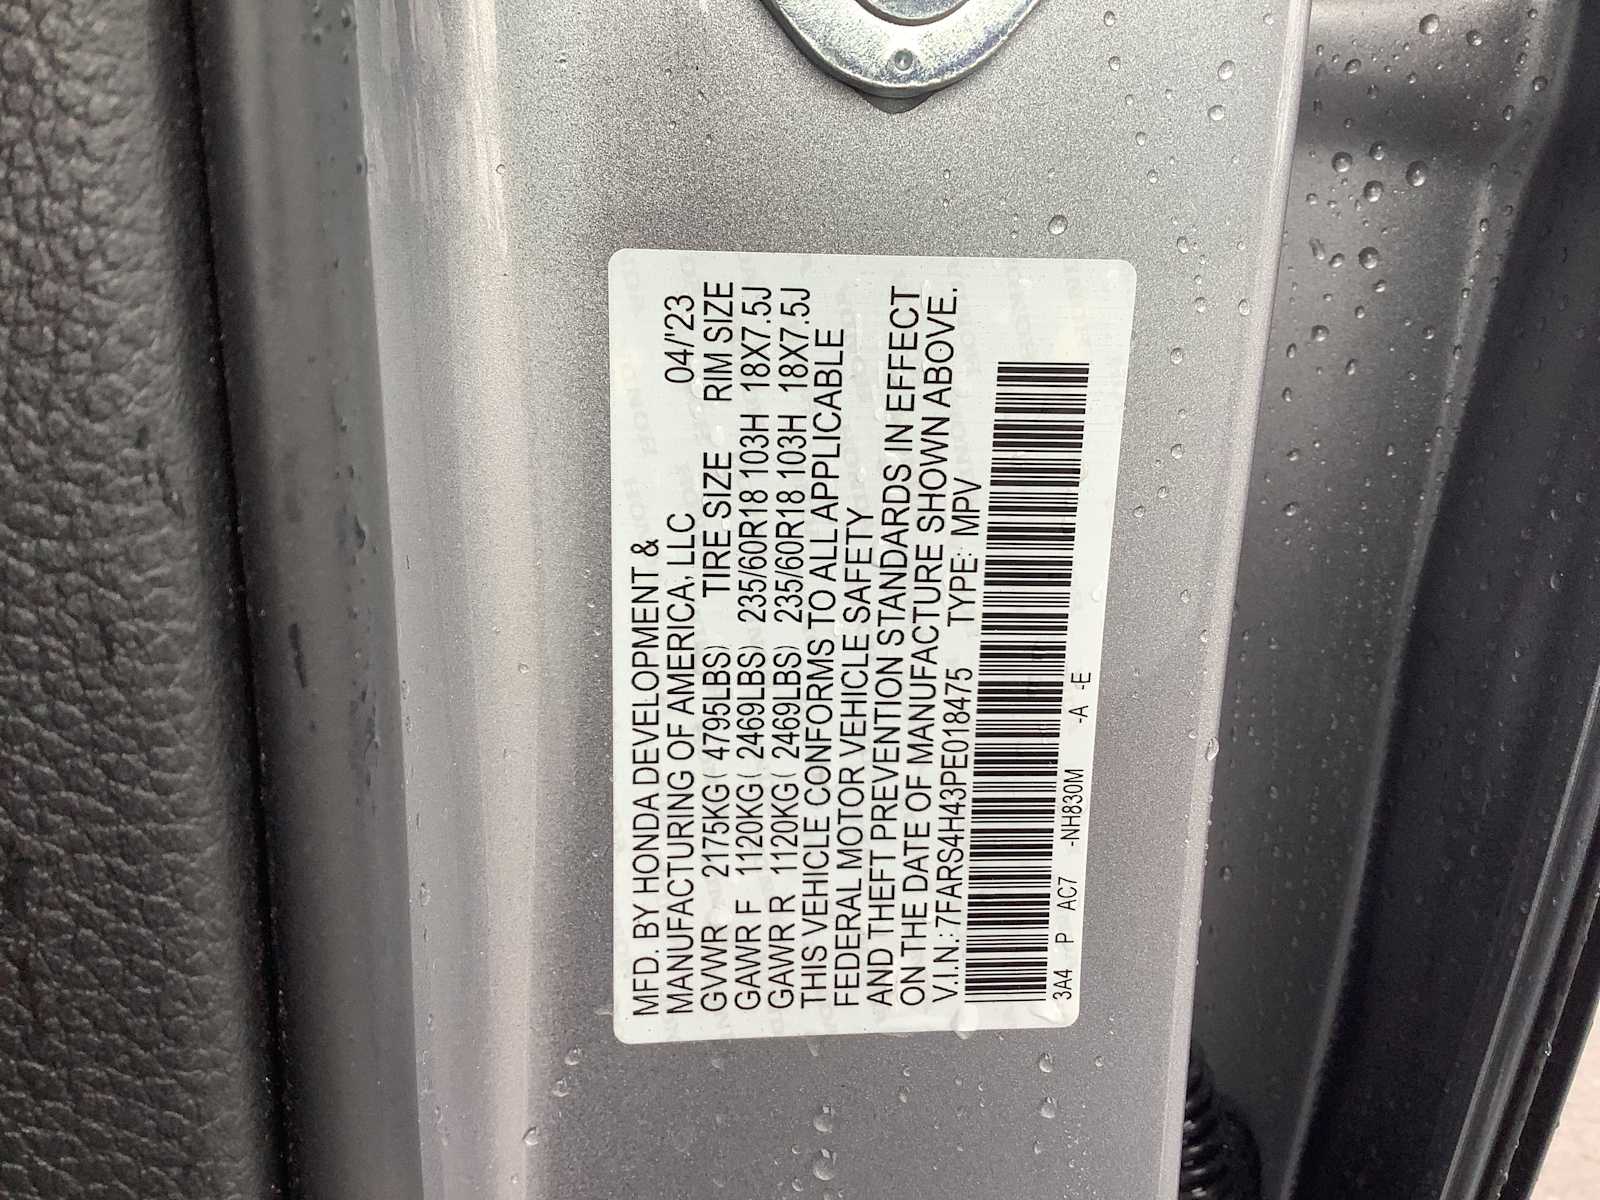 MFD. BY HONDA DEVELOPMENT &
MANUFACTURING OF AMERICA, LLC 04/'23
GVWR 2175KG ( 4795LBS) TIRE SIZE RIM SIZE
GAWR F 1120KG ( 2469LBS) 235/60R18 103H 18X7.5J
GAWR R 1120KG ( 2469LBS) 235/60R18 103H 18X7.5J
THIS VEHICLE CONFORMS TO ALL APPLICABLE
FEDERAL MOTOR VEHICLE SAFETY
AND THEFT PREVENTION STANDARDS IN EFFECT
ON THE DATE OF MANUFACTURE SHOWN ABOVE.
V.I.N.: 7FARS4H43PE018475 TYPE: MPV
3A4 P AC7 -NH830M -A -E